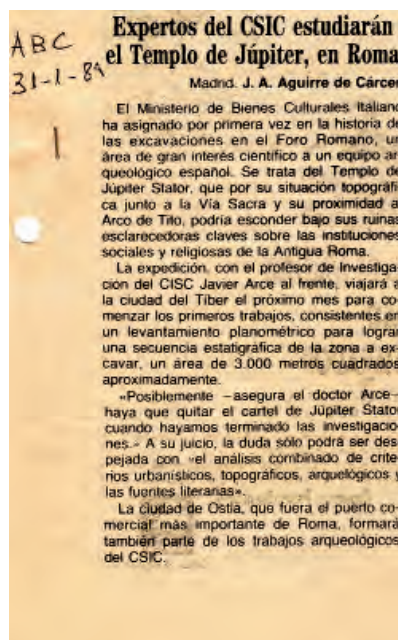 Expertos del CSIC estudiarán
el Templo de Júpiter, en Roma
ABC
31-1-89
Madrid. J. A. Aguirre de Cárcer
El Ministerio de Bienes Culturales Italiano
ha asignado por primera vez en la historia de
las excavaciones en el Foro Romano, un
área de gran interés científico a un equipo ar-
queológico español. Se trata del Templo de
Júpiter Stator, que por su situación topográfi-
ca junto a la Vía Sacra y su proximidad al
Arco de Tito, podría esconder bajo sus ruinas
esclarecedoras claves sobre las instituciones
sociales y religiosas de la Antigua Roma.
La expedición, con el profesor de Investiga-
ción del CISC Javier Arce al frente, viajará a
la ciudad del Tíber el próximo mes para co-
menzar los primeros trabajos, consistentes en
un levantamiento planométrico para lograr
una secuencia estatigráfica de la zona a ex-
cavar, un área de 3.000 metros cuadrados
aproximadamente.
«Posiblemente —asegura el doctor Arce—
haya que quitar el cartel de Júpiter Stator
cuando hayamos terminado las investigacio-
nes.» A su juicio, la duda sólo podrá ser des-
pejada con «el análisis combinado de crite-
rios urbanísticos, topográficos, arqueológicos y
las fuentes literarias».
La ciudad de Ostia, que fuera el puerto co-
mercial más importante de Roma, formará
también parte de los trabajos arqueológicos
del CSIC.